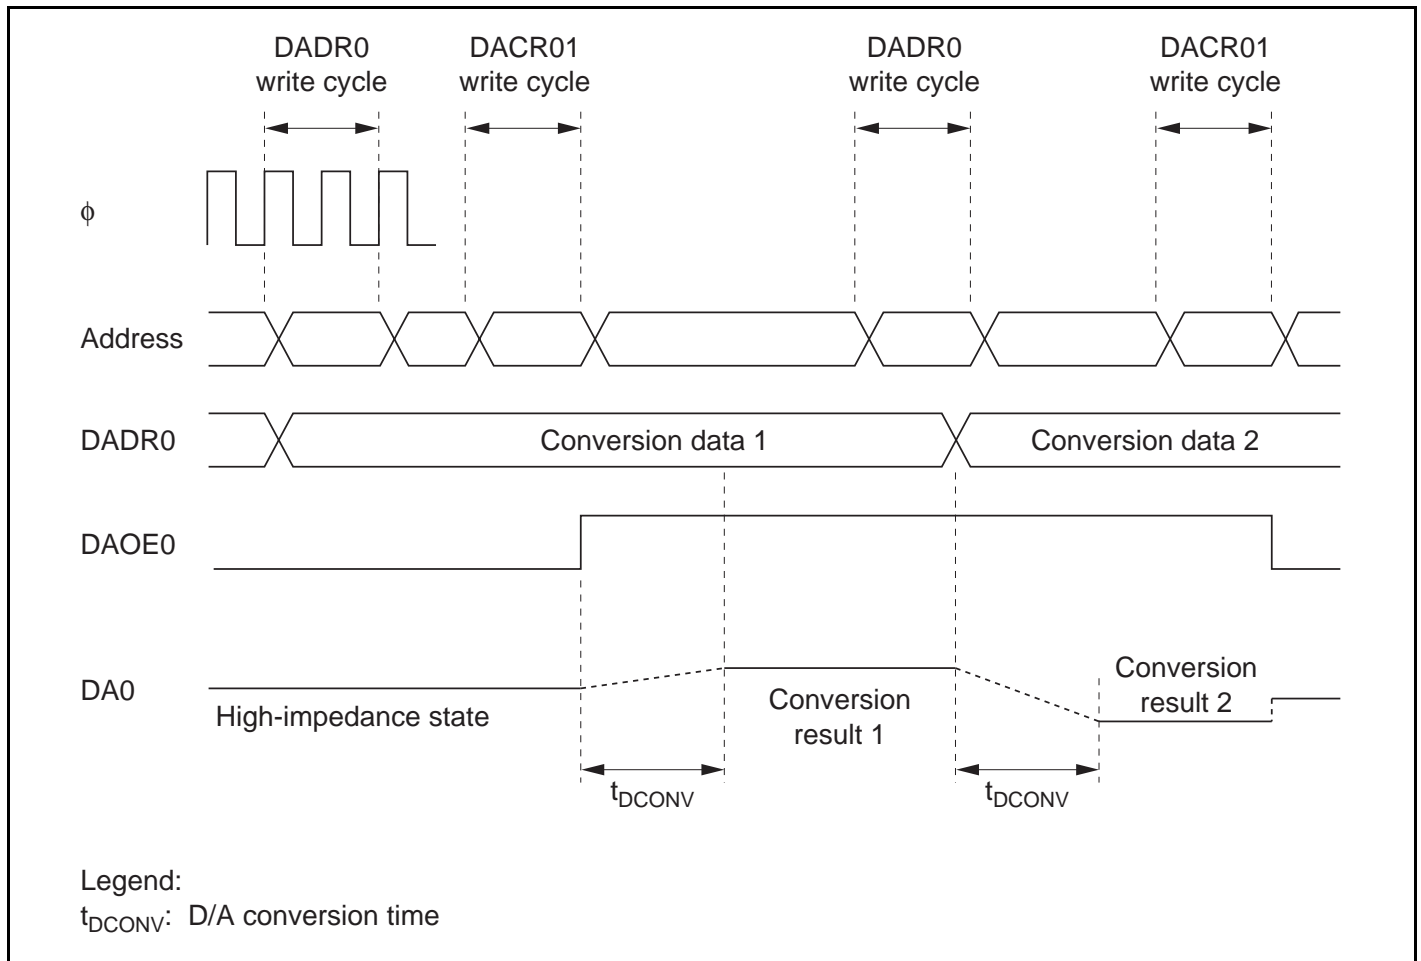 DADR0
write cycle
DACR01
write cycle
DADR0
write cycle
DACR01
write cycle
ϕ
Address
DADR0
Conversion data 1
Conversion data 2
DAOE0
DA0
High-impedance state
Conversion
result 1
Conversion
result 2
tDCONV
tDCONV
Legend:
tDCONV: D/A conversion time